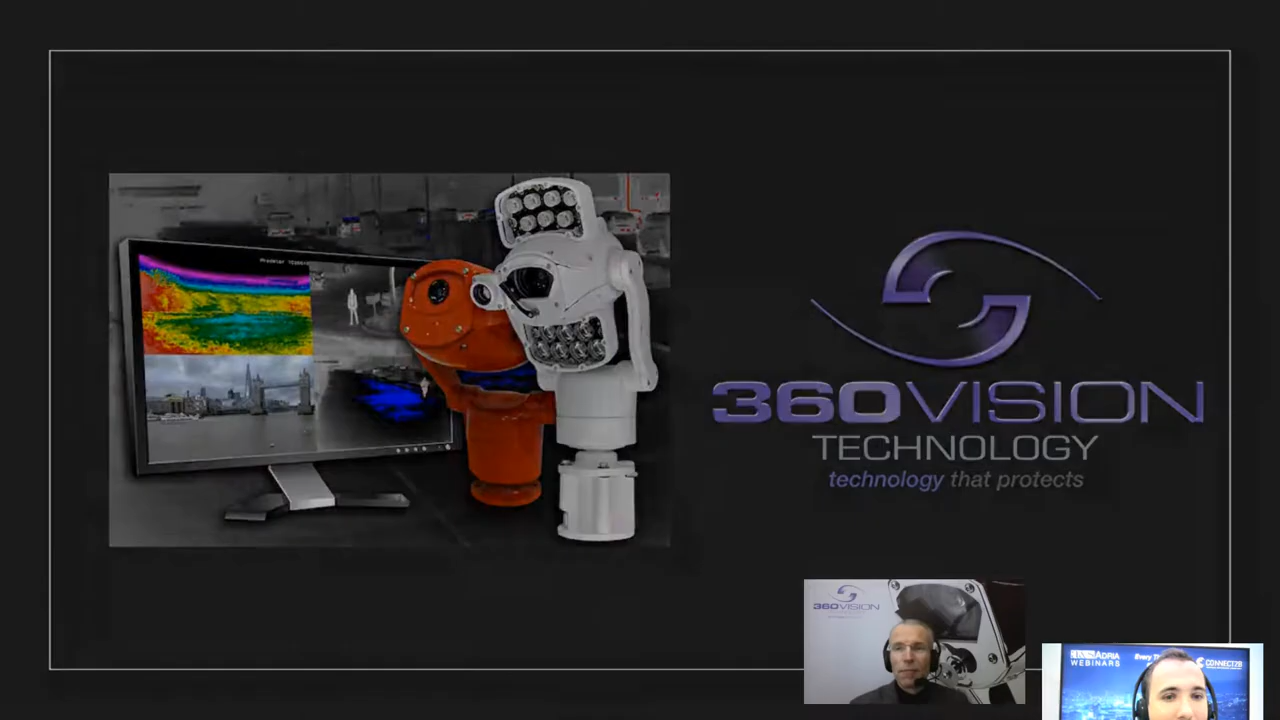 360VISION
TECHNOLOGY
technology that protects
360VISION
ADRIA
WEBINARS
CONNECT2B